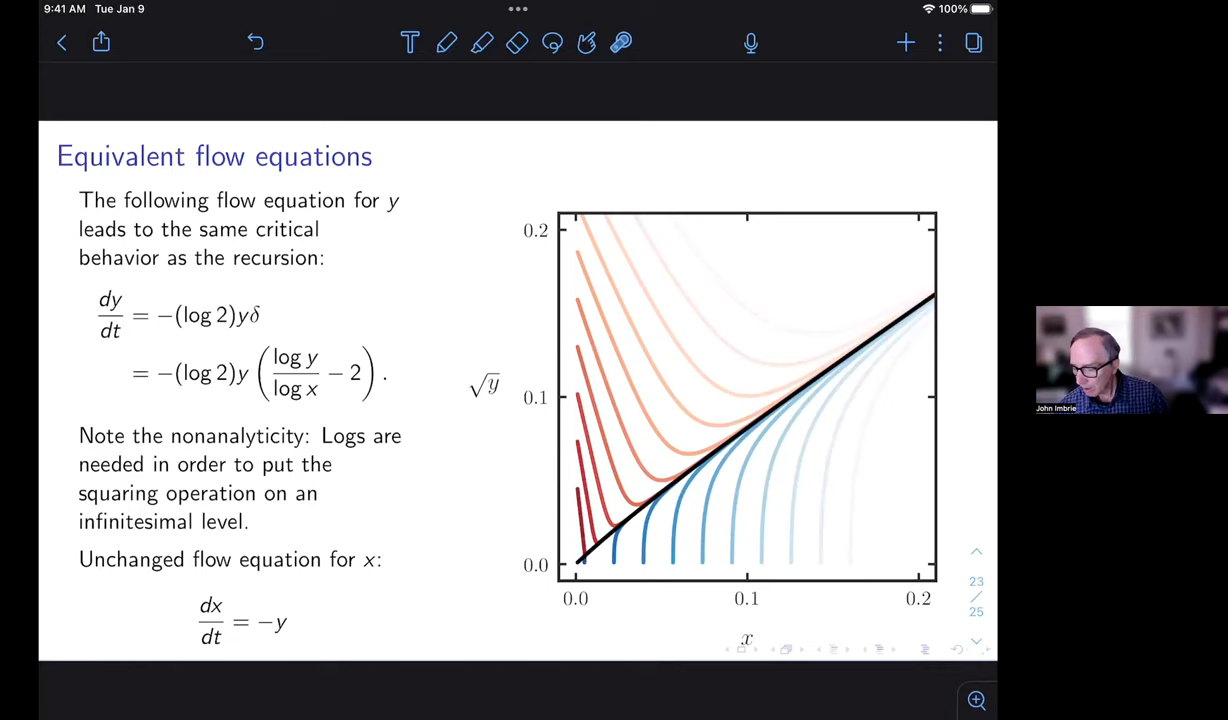 9:41 AM Tue Jan 9
100%
Equivalent flow equations
The following flow equation for y
leads to the same critical
behavior as the recursion:
dy/dt = −(log 2)yδ
= −(log 2)y (log y/log x − 2).
Note the nonanalyticity: Logs are
needed in order to put the
squaring operation on an
infinitesimal level.
Unchanged flow equation for x:
dx/dt = −y
0.2
√y
0.1
0.0
0.0 0.1 0.2
x
23
/
25
John Imbrie